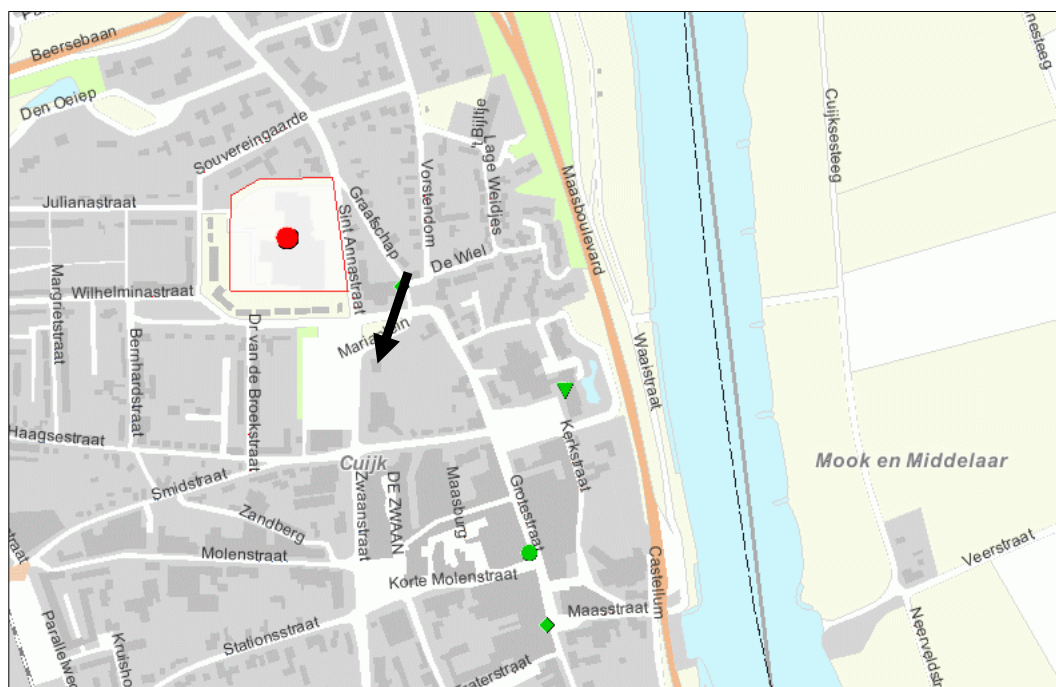 Beersebaan
Den Oeiep
Souvereingaarde
't Bijltje
Lage Weidjes
Vorstendom
Graafschap
Sint Annastraat
De Wiel
Maasboulevard
Cuijksesteeg
Julianastraat
Wilhelminastraat
Margrietstraat
Bernhardstraat
Dr van de Broekstraat
Waaistraat
Haagsestraat
Smidstraat
Cuijk
Kerkstraat
Mook en Middelaar
Zwaanstraat
DE ZWAAN
Maasburg
Grotestraat
Zandberg
Molenstraat
Korte Molenstraat
Castellum
Maasstraat
Veerstraat
Stationsstraat